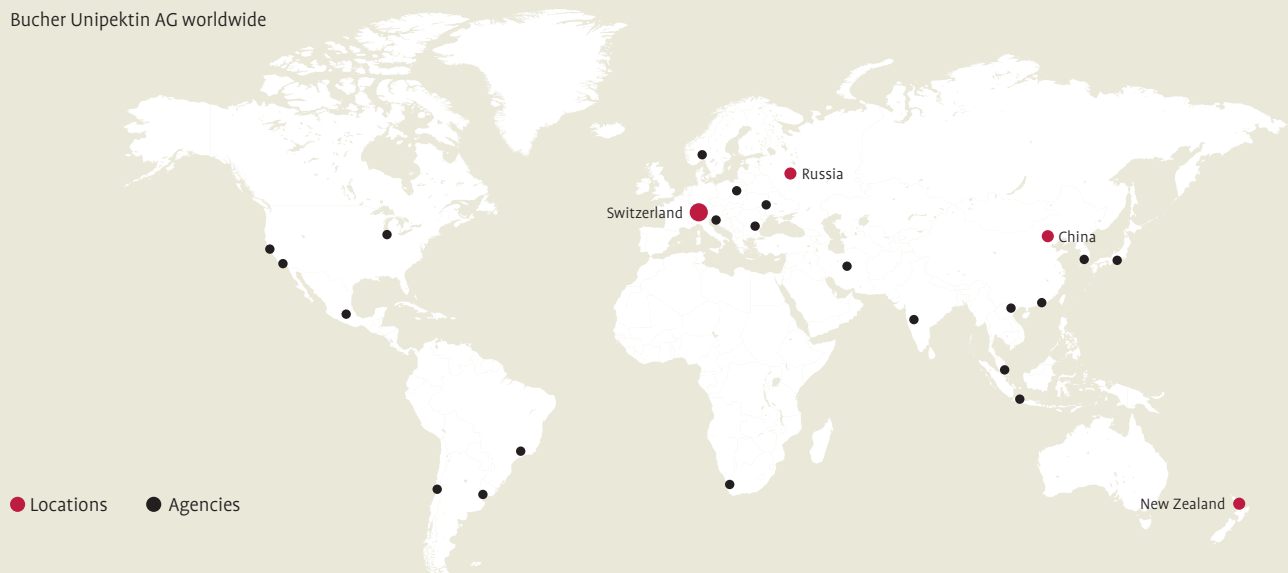 Bucher Unipektin AG worldwide
Russia
Switzerland
China
New Zealand
Locations
Agencies